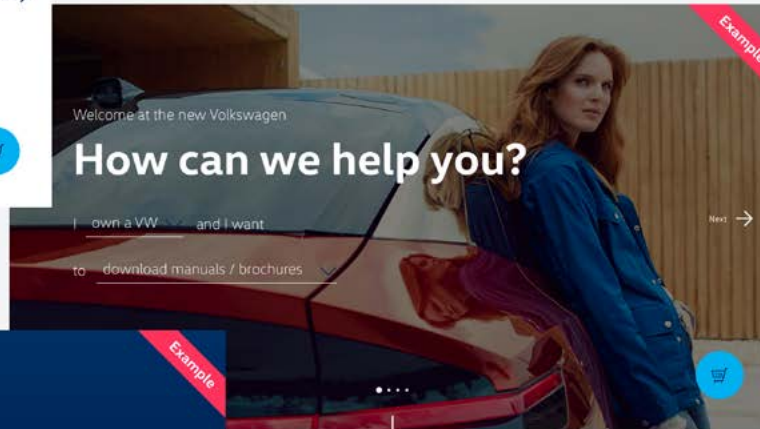 Example
Welcome at the new Volkswagen
How can we help you?
I own a VW and I want
Next
to download manuals / brochures
Example